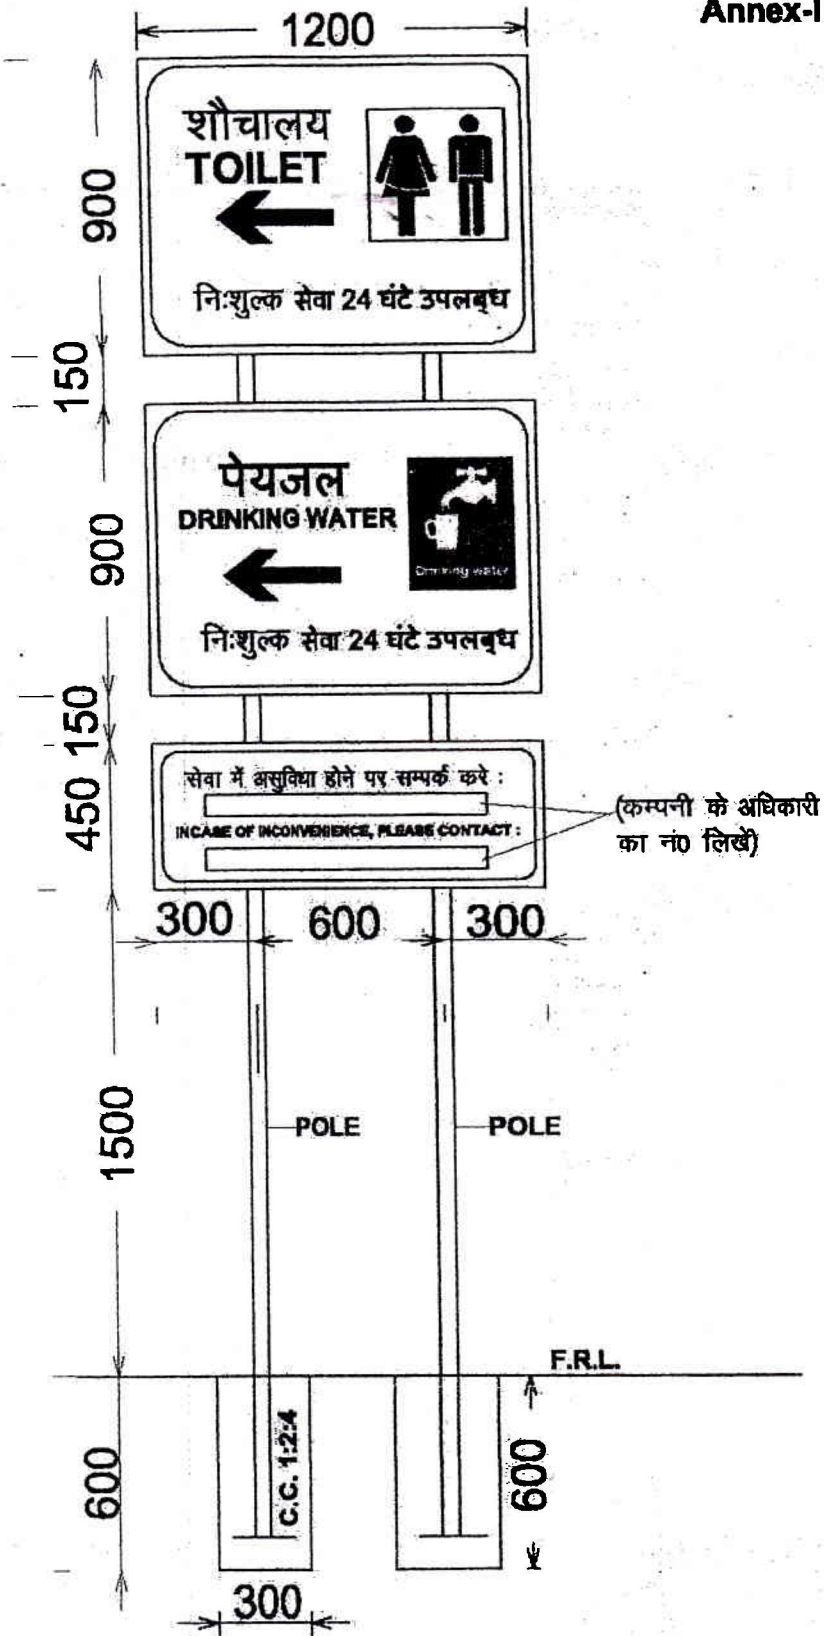 Annex-I
1200
शौचालय
TOILET
900
निःशुल्क सेवा 24 घंटे उपलब्ध
150
पेयजल
DRINKING WATER
900
Drinking water
निःशुल्क सेवा 24 घंटे उपलब्ध
150
सेवा में असुविधा होने पर सम्पर्क करे :
450
(कम्पनी के अधिकारी
का नं0 लिखें)
INCASE OF INCONVENIENCE, PLEASE CONTACT :
300 600 300
1500
POLE POLE
F.R.L.
600
C.C. 1:2:4
600
300